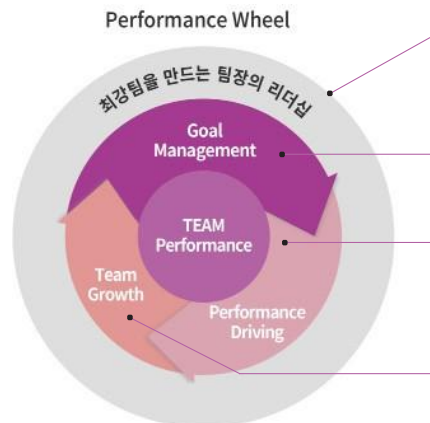 Performance Wheel
최강팀을 만드는 팀장의 리더십
Goal
Management
TEAM
Performance
Team
Growth
Performance
Driving